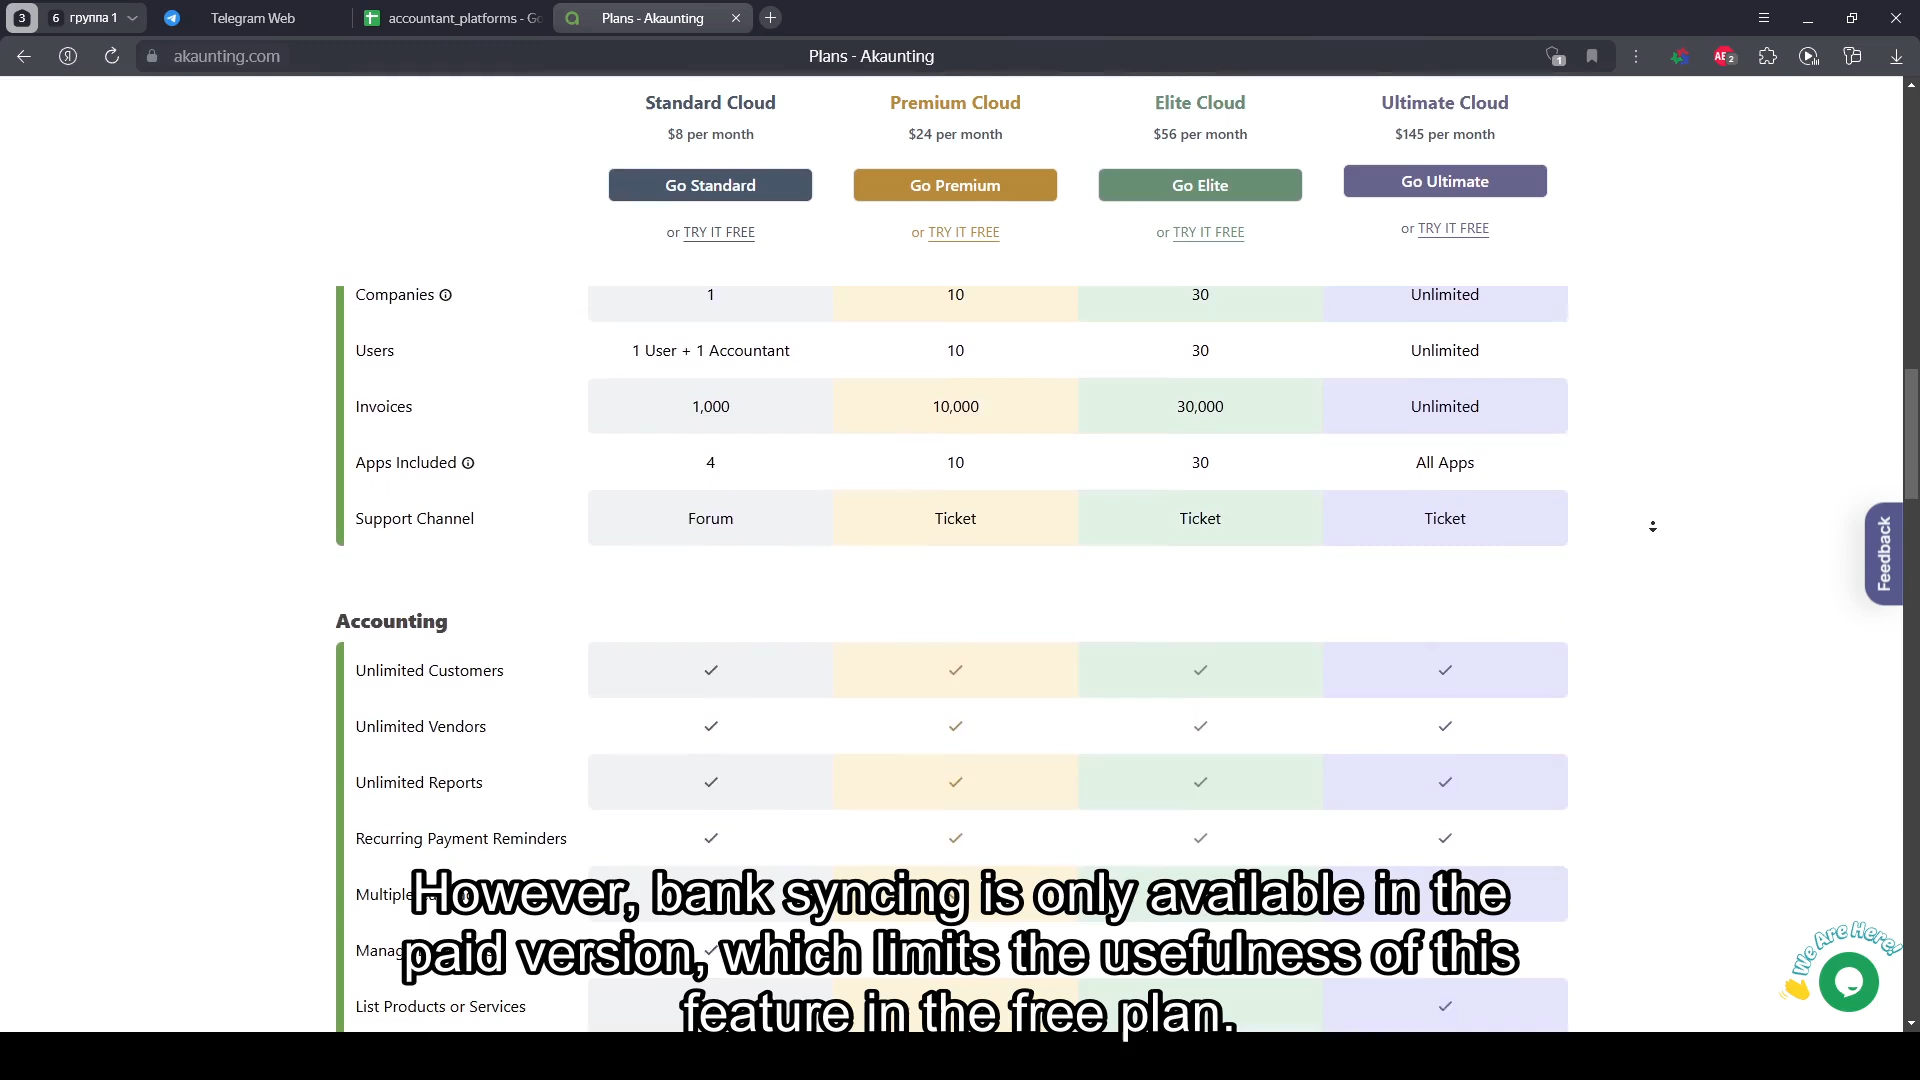 3
6 группа 1
Telegram Web
accountant_platforms - Go
Plans - Akaunting
akaunting.com
Plans - Akaunting
1
2
Standard Cloud
Premium Cloud
Elite Cloud
Ultimate Cloud
$8 per month
$24 per month
$56 per month
$145 per month
Go Standard
Go Premium
Go Elite
Go Ultimate
or TRY IT FREE
or TRY IT FREE
or TRY IT FREE
or TRY IT FREE
Companies 1 10 30 Unlimited
Users 1 User + 1 Accountant 10 30 Unlimited
Invoices 1,000 10,000 30,000 Unlimited
Apps Included 4 10 30 All Apps
Support Channel Forum Ticket Ticket Ticket
Feedback
Accounting
Unlimited Customers
Unlimited Vendors
Unlimited Reports
Recurring Payment Reminders
Multiple
List Products or Services
However, bank syncing is only available in the
paid version, which limits the usefulness of this
feature in the free plan.
We Are Here!